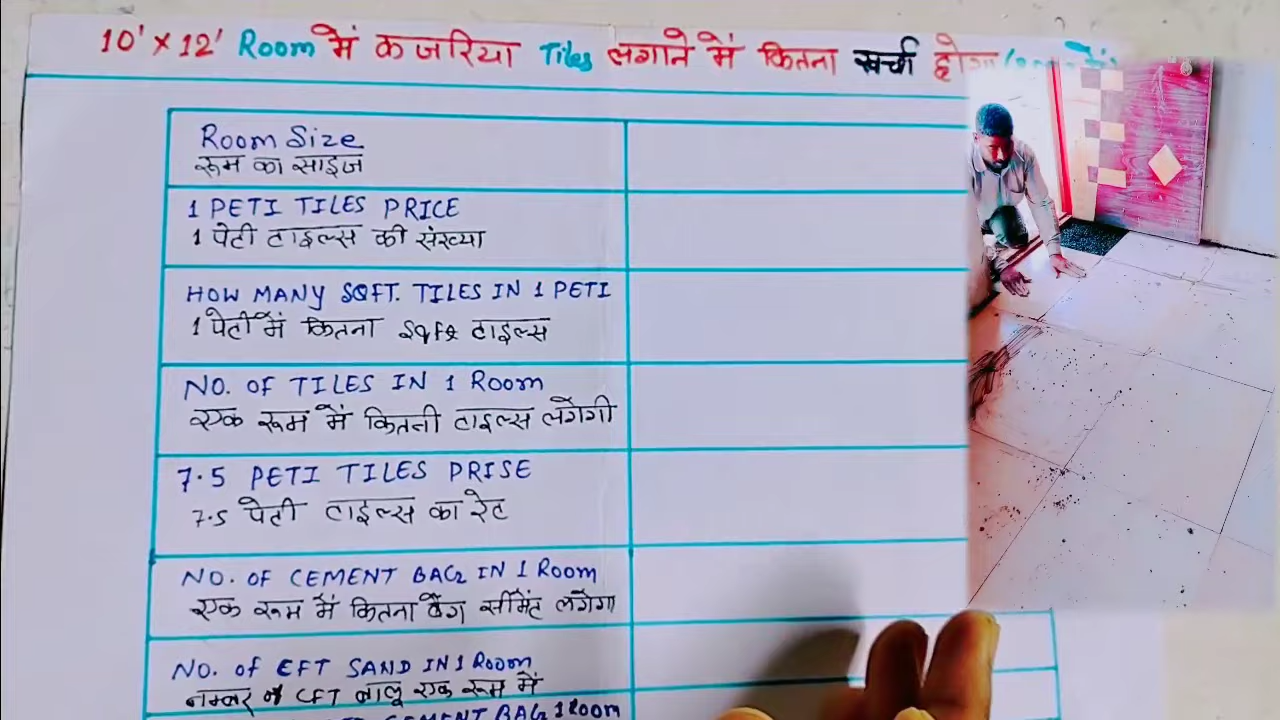 10' x 12' Room में कजरिया Tiles लगाने में कितना खर्चा होगा
Room Size
रूम का साइज
1 PETI TILES PRICE
1 पेटी टाइल्स की संख्या
HOW MANY SQFT. TILES IN 1 PETI
1 पेटी में कितना sqft टाइल्स
NO. OF TILES IN 1 Room
एक रूम में कितनी टाइल्स लगेगी
7.5 PETI TILES PRISE
7.5 पेटी टाइल्स का रेट
NO. OF CEMENT BAG IN 1 Room
एक रूम में कितना बैग सीमेंट लगेगा
NO. OF CFT SAND IN 1 Room
नम्बर of CFT बालू एक रूम में
CEMENT BAG 1 Room